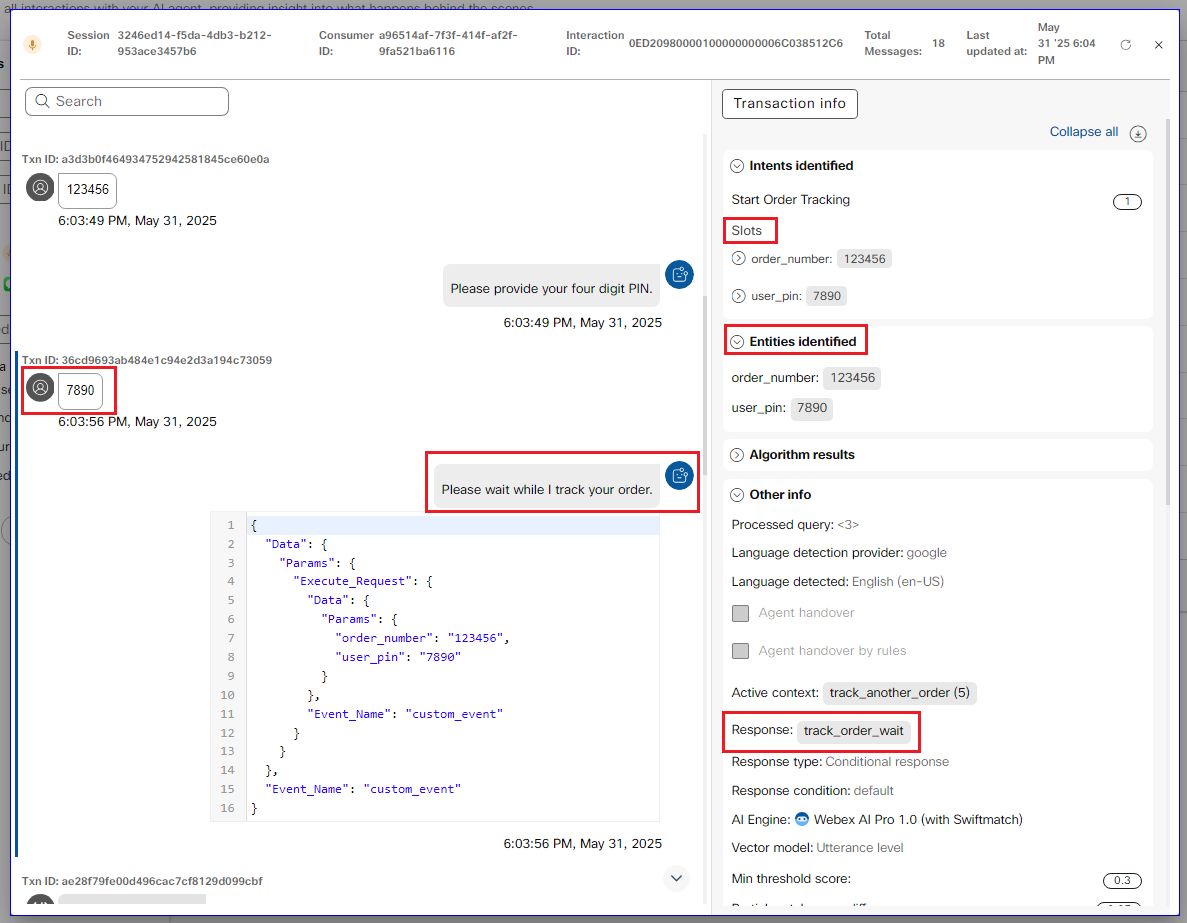 all interactions with your AI agent, providing insight into what happens behind the scenes
Session ID: 3246ed14-f5da-4db3-b212-953ace3457b6
Consumer ID: a96514af-7f3f-414f-af2f-9fa521ba6116
Interaction ID: 0ED2098000100000000006C038512C6
Total Messages: 18
Last updated at: May 31 '25 6:04 PM
Search
Txn ID: a3d3b0f464934752942581845ce60e0a
123456
6:03:49 PM, May 31, 2025
Please provide your four digit PIN.
6:03:49 PM, May 31, 2025
Txn ID: 36cd9693ab484e1c94e2d3a194c73059
7890
6:03:56 PM, May 31, 2025
Please wait while I track your order.
1 {
2 "Data": {
3 "Params": {
4 "Execute_Request": {
5 "Data": {
6 "Params": {
7 "order_number": "123456",
8 "user_pin": "7890"
9 }
10 },
11 "Event_Name": "custom_event"
12 }
13 }
14 },
15 "Event_Name": "custom_event"
16 }
6:03:56 PM, May 31, 2025
Txn ID: ae28f79fe00d496cac7cf8129d099cbf
Transaction info
Collapse all
Intents identified
Start Order Tracking 1
Slots
order_number: 123456
user_pin: 7890
Entities identified
order_number: 123456
user_pin: 7890
Algorithm results
Other info
Processed query: <3>
Language detection provider: google
Language detected: English (en-US)
Agent handover
Agent handover by rules
Active context: track_another_order (5)
Response: track_order_wait
Response type: Conditional response
Response condition: default
AI Engine: Webex AI Pro 1.0 (with Swiftmatch)
Vector model: Utterance level
Min threshold score: 0.3